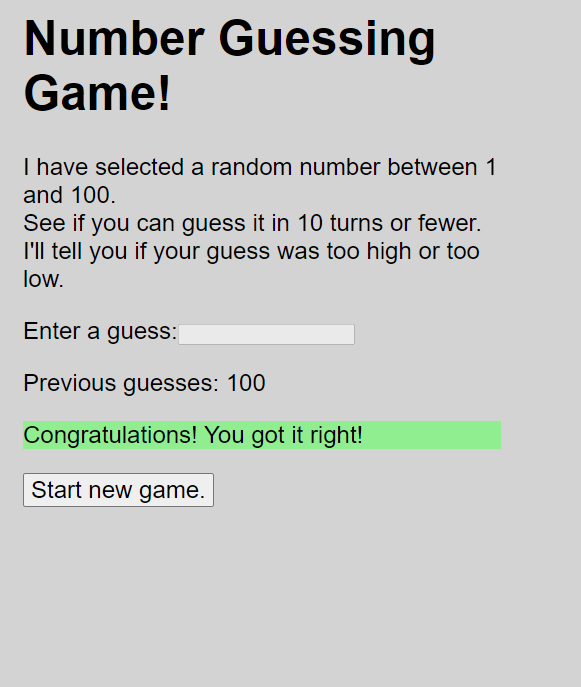 Number Guessing
Game!
I have selected a random number between 1
and 100.
See if you can guess it in 10 turns or fewer.
I'll tell you if your guess was too high or too
low.
Enter a guess:
Previous guesses: 100
Congratulations! You got it right!
Start new game.